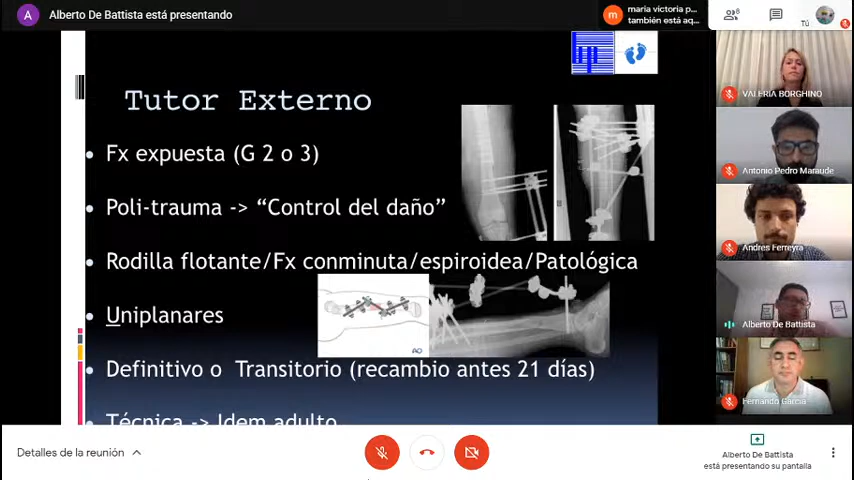 A
Alberto De Battista está presentando
m
maria victoria p...
también está aq...
8
Tú
Tutor Externo
Fx expuesta (G 2 o 3)
Poli-trauma -> “Control del daño”
Rodilla flotante/Fx conminuta/espiroidea/Patológica
Uniplanares
AO
Definitivo o Transitorio (recambio antes 21 días)
Técnica -> Idem adulto
VALERIA BORGHINO
Antonio Pedro Maraude
Andres Ferreyra
Alberto De Battista
Fernando Garcia
Detalles de la reunión
Alberto De Battista
está presentando su pantalla